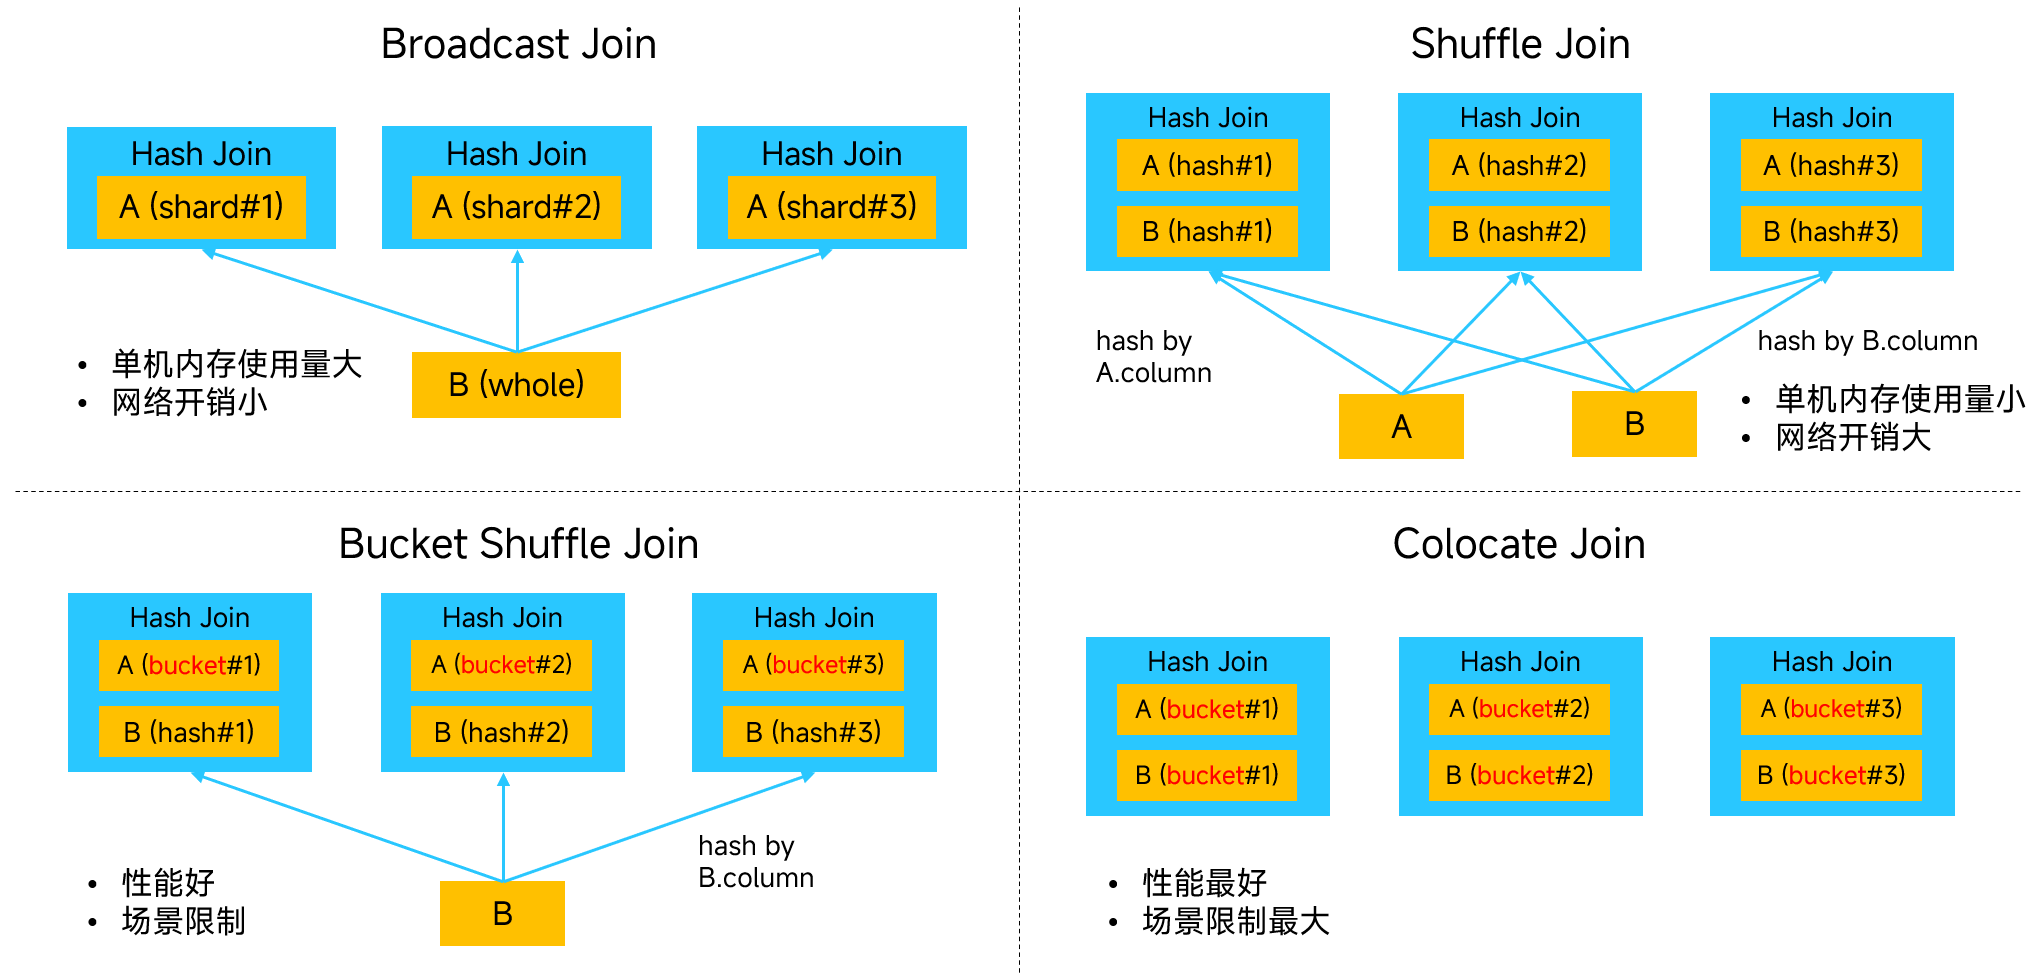 Broadcast Join
Hash Join
A (shard#1)
Hash Join
A (shard#2)
Hash Join
A (shard#3)
• 单机内存使用量大
• 网络开销小
B (whole)
Shuffle Join
Hash Join
A (hash#1)
B (hash#1)
Hash Join
A (hash#2)
B (hash#2)
Hash Join
A (hash#3)
B (hash#3)
hash by
A.column
hash by B.column
A
B
• 单机内存使用量小
• 网络开销大
Bucket Shuffle Join
Hash Join
A (bucket#1)
B (hash#1)
Hash Join
A (bucket#2)
B (hash#2)
Hash Join
A (bucket#3)
B (hash#3)
hash by
B.column
• 性能好
• 场景限制
B
Colocate Join
Hash Join
A (bucket#1)
B (bucket#1)
Hash Join
A (bucket#2)
B (bucket#2)
Hash Join
A (bucket#3)
B (bucket#3)
• 性能最好
• 场景限制最大